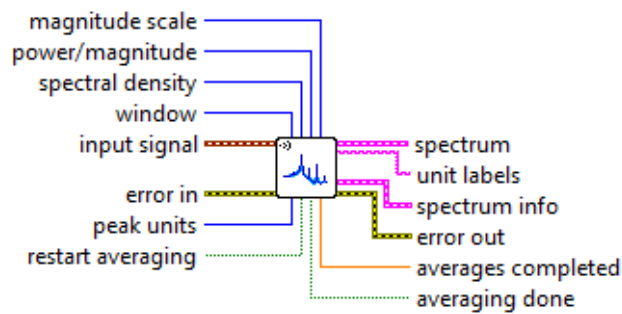 magnitude scale
power/magnitude
spectral density
window
input signal
error in
peak units
restart averaging
spectrum
unit labels
spectrum info
error out
averages completed
averaging done